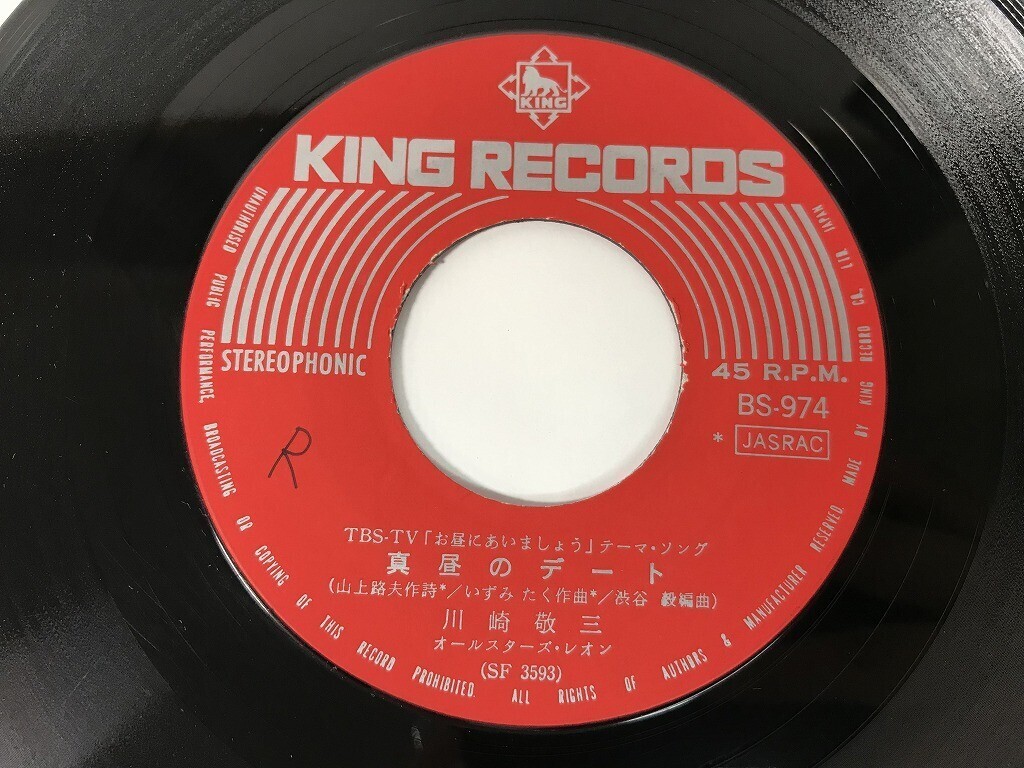 KING
KING RECORDS
STEREOPHONIC
45 R.P.M.
BS-974
* JASRAC
R
TBS-TV「お昼にあいましょう」テーマ・ソング
真昼のデート
(山上路夫作詩*/いずみ たく作曲*/渋谷 毅編曲)
川崎敬三
オールスターズ・レオン
(SF 3593)
UNAUTHORISED PUBLIC PERFORMANCE, BROADCASTING OR COPYING OF THIS RECORD PROHIBITED. ALL RIGHTS OF AUTHORS & MANUFACTURER RESERVED. MADE BY KING RECORD CO., LTD. JAPAN